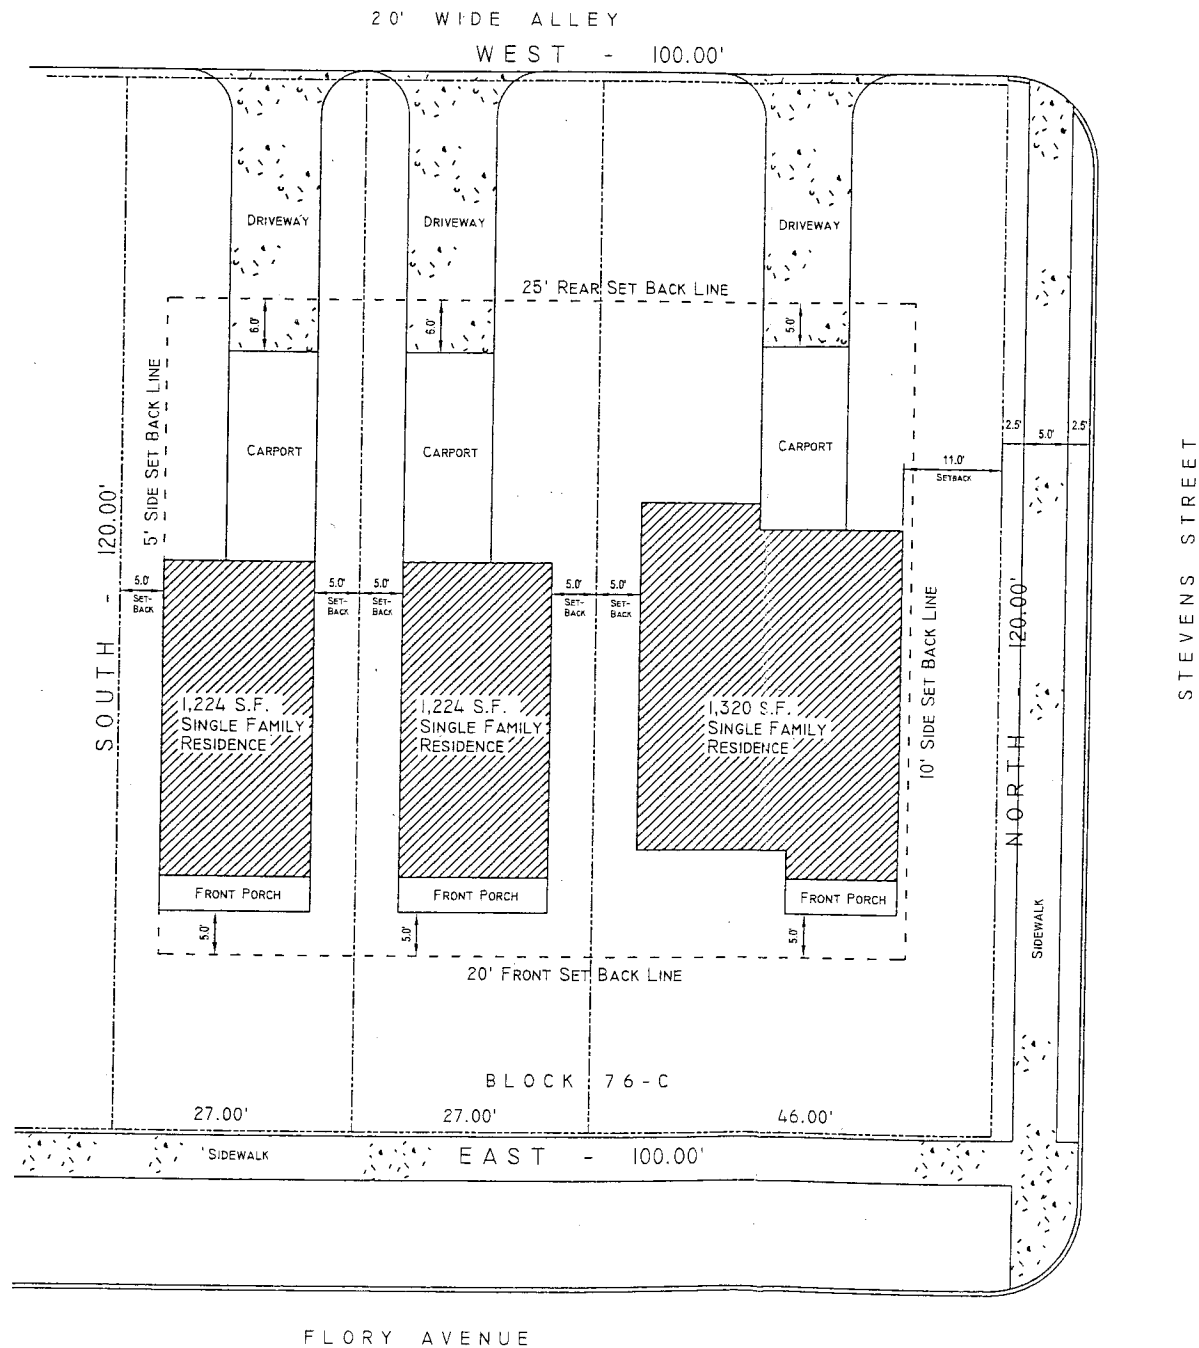 20' WIDE ALLEY
WEST - 100.00'
DRIVEWAY
DRIVEWAY
DRIVEWAY
25' REAR SET BACK LINE
6.0'
6.0'
5.0'
5' SIDE SET BACK LINE
CARPORT
CARPORT
CARPORT
2.5'
5.0'
2.5'
11.0'
SETBACK
STEVENS STREET
SOUTH - 120.00'
5.0'
SET-
BACK
5.0'
SET-
BACK
5.0'
SET-
BACK
5.0'
SET-
BACK
5.0'
SET-
BACK
10' SIDE SET BACK LINE
NORTH - 120.00'
1,224 S.F.
SINGLE FAMILY
RESIDENCE
1,224 S.F.
SINGLE FAMILY
RESIDENCE
1,320 S.F.
SINGLE FAMILY
RESIDENCE
FRONT PORCH
FRONT PORCH
FRONT PORCH
5.0'
5.0'
5.0'
SIDEWALK
20' FRONT SET BACK LINE
BLOCK 76-C
27.00'
27.00'
46.00'
SIDEWALK
EAST - 100.00'
FLORY AVENUE